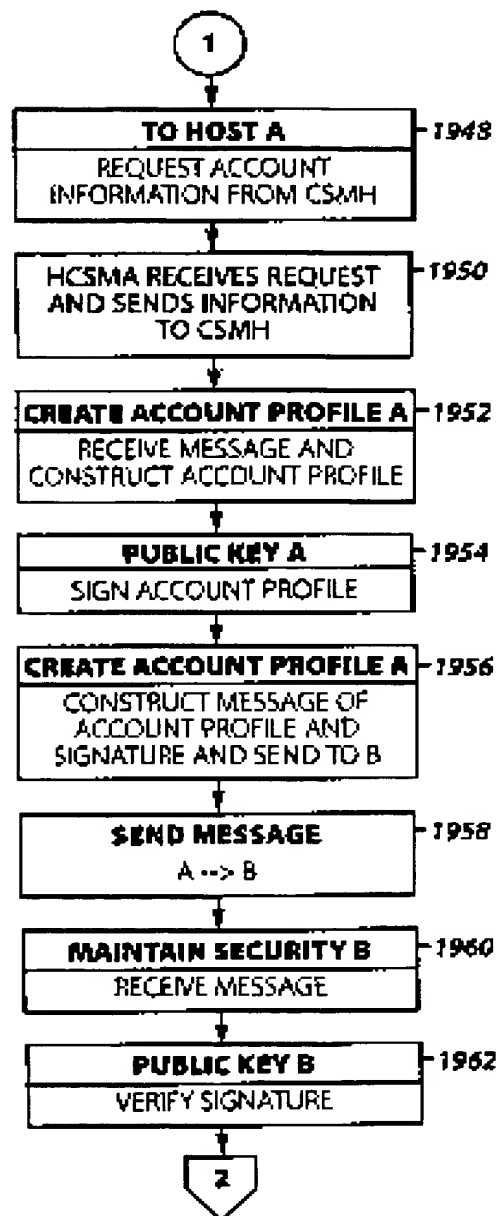 1
TO HOST A
1948
REQUEST ACCOUNT
INFORMATION FROM CSMH
HCSMA RECEIVES REQUEST
AND SENDS INFORMATION
TO CSMH
1950
CREATE ACCOUNT PROFILE A
1952
RECEIVE MESSAGE AND
CONSTRUCT ACCOUNT PROFILE
PUBLIC KEY A
1954
SIGN ACCOUNT PROFILE
CREATE ACCOUNT PROFILE A
1956
CONSTRUCT MESSAGE OF
ACCOUNT PROFILE AND
SIGNATURE AND SEND TO B
SEND MESSAGE
1958
A --> B
MAINTAIN SECURITY B
1960
RECEIVE MESSAGE
PUBLIC KEY B
1962
VERIFY SIGNATURE
2